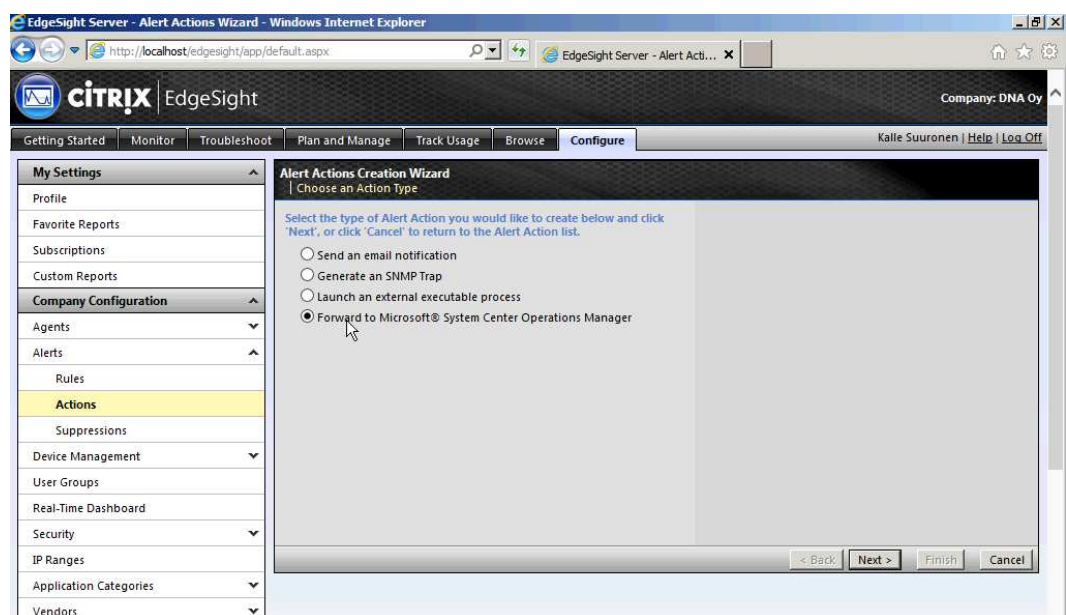 EdgeSight Server - Alert Actions Wizard - Windows Internet Explorer
http://localhost/edgesight/app/default.aspx
EdgeSight Server - Alert Acti...
CİTRIX EdgeSight
Company: DNA Oy
Getting Started Monitor Troubleshoot Plan and Manage Track Usage Browse Configure
Kalle Suuronen | Help | Log Off
My Settings
Profile
Favorite Reports
Subscriptions
Custom Reports
Company Configuration
Agents
Alerts
Rules
Actions
Suppressions
Device Management
User Groups
Real-Time Dashboard
Security
IP Ranges
Application Categories
Vendors
Alert Actions Creation Wizard
| Choose an Action Type
Select the type of Alert Action you would like to create below and click
'Next', or click 'Cancel' to return to the Alert Action list.
Send an email notification
Generate an SNMP Trap
Launch an external executable process
Forward to Microsoft® System Center Operations Manager
< Back Next > Finish Cancel